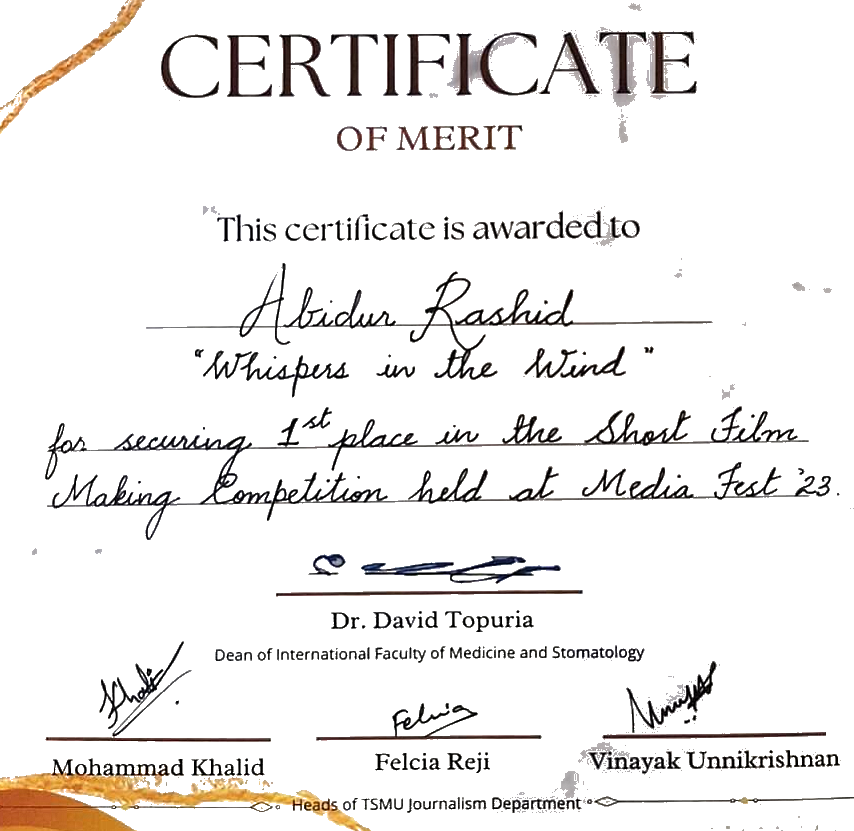 CERTIFICATE
OF MERIT
This certificate is awarded to
Abidur Rashid
"Whispers in the Wind"
for securing 1st place in the Short Film
Making Competition held at Media Fest '23.
Dr. David Topuria
Dean of International Faculty of Medicine and Stomatology
Khalid
Felcia
Mohammad Khalid
Felcia Reji
Vinayak Unnikrishnan
Heads of TSMU Journalism Department